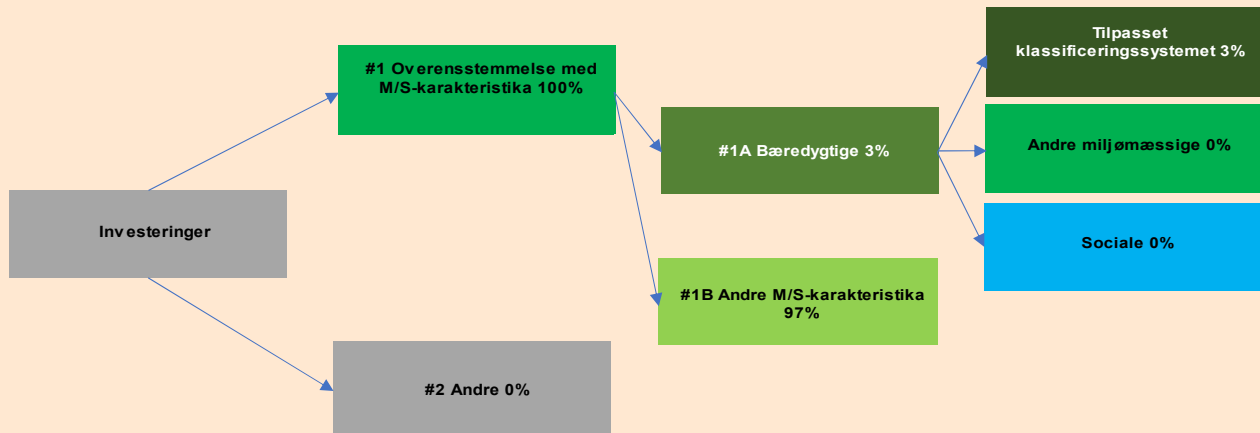 Investeringer
#1 Overensstemmelse med
M/S-karakteristika 100%
#2 Andre 0%
#1A Bæredygtige 3%
#1B Andre M/S-karakteristika
97%
Tilpasset
klassificeringssystemet 3%
Andre miljømæssige 0%
Sociale 0%